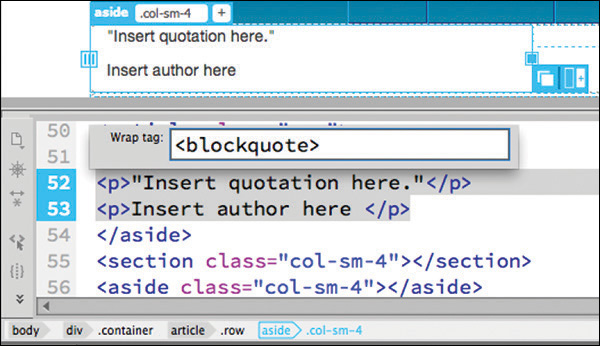 aside .col-sm-4 +
"Insert quotation here."
Insert author here
50
Wrap tag: <blockquote>
51
52 <p>"Insert quotation here."</p>
53 <p>Insert author here </p>
54 </aside>
55 <section class="col-sm-4"></section>
56 <aside class="col-sm-4"></aside>
body div .container article .row aside .col-sm-4